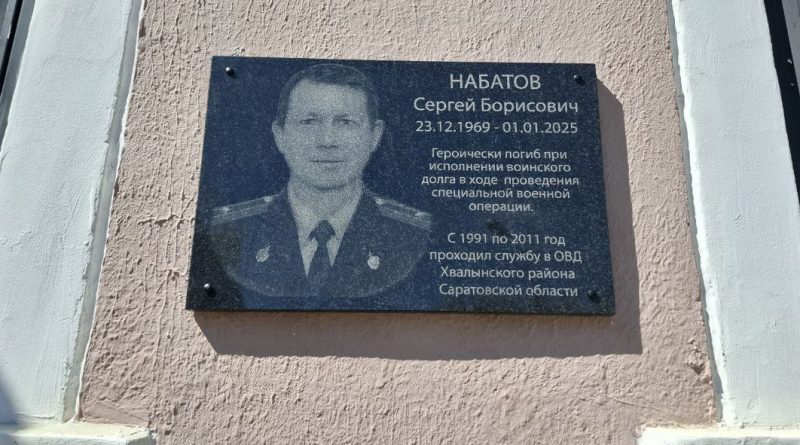 НАБАТОВ
Сергей Борисович
23.12.1969 - 01.01.2025
Героически погиб при
исполнении воинского
долга в ходе проведения
специальной военной
операции.
С 1991 по 2011 год
проходил службу в ОВД
Хвалынского района
Саратовской области